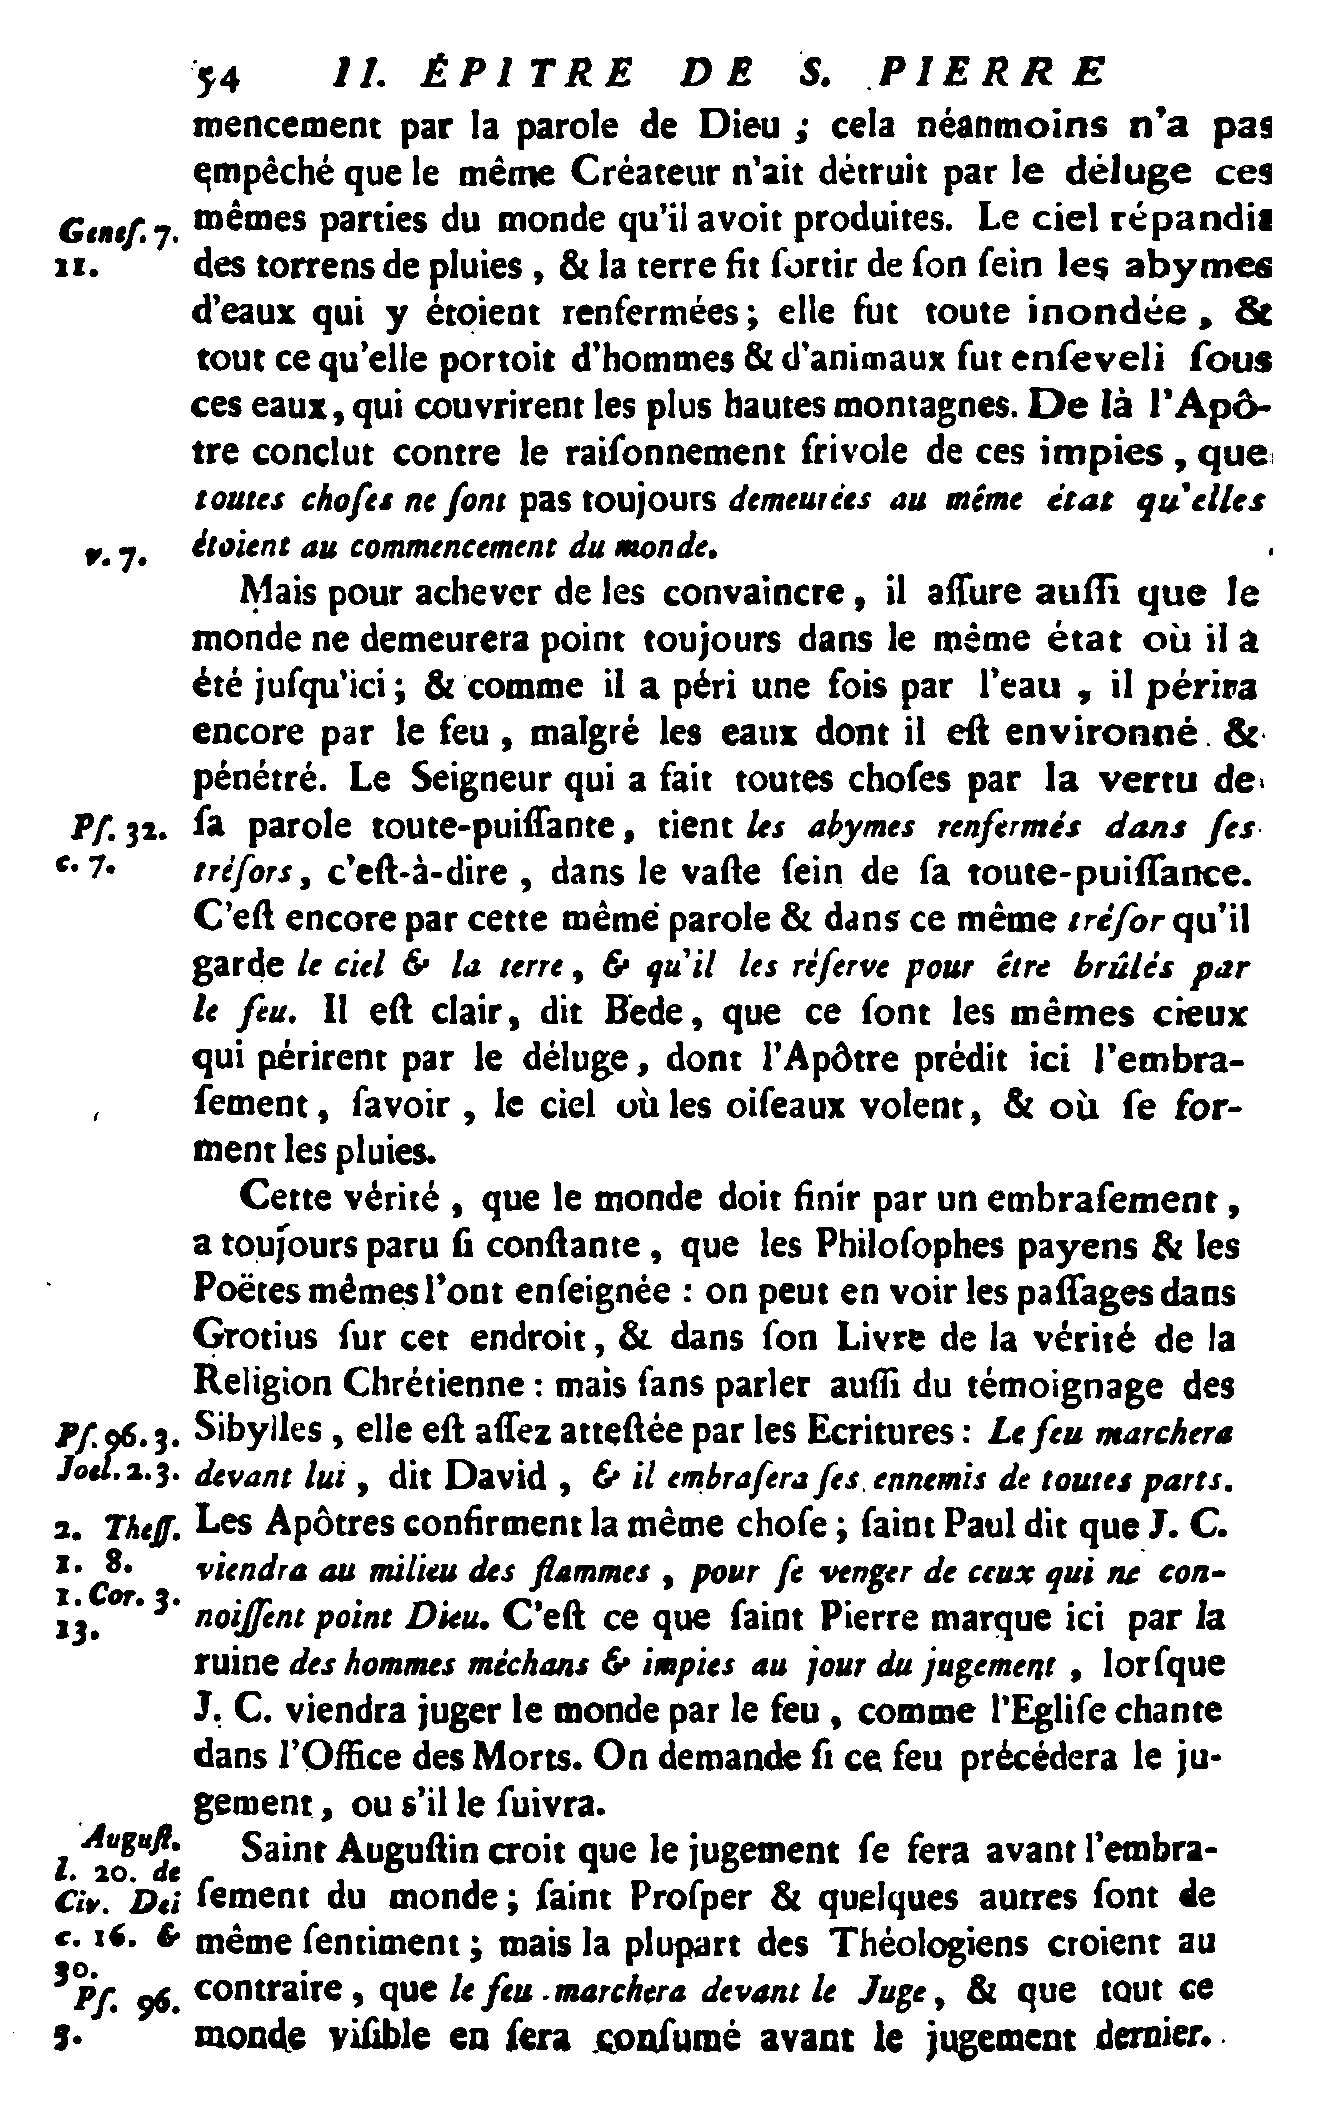 54 II. ÉPITRE DE S. PIERRE
mencement par la parole de Dieu ; cela néanmoins n'a pas
empêché que le même Créateur n'ait détruit par le déluge ces
mêmes parties du monde qu'il avoit produites. Le ciel répandit
Genes. 7.
11.
des torrens de pluies , & la terre fit ſortir de ſon ſein les abymes
d'eaux qui y étoient renfermées ; elle fut toute inondée , &
tout ce qu'elle portoit d'hommes & d'animaux fut enſeveli ſous
ces eaux, qui couvrirent les plus hautes montagnes. De là l'Apô-
tre conclut contre le raiſonnement frivole de ces impies , que
toutes choſes ne ſont pas toujours demeurées au même état qu'elles
étoient au commencement du monde.
v. 7.
Mais pour achever de les convaincre , il aſſure auſſi que le
monde ne demeurera point toujours dans le même état où il a
été juſqu'ici ; & comme il a péri une fois par l'eau , il périra
encore par le feu , malgré les eaux dont il eſt environné &
pénétré. Le Seigneur qui a fait toutes choſes par la vertu de
Pſ. 32.
c. 7.
ſa parole toute-puiſſante, tient les abymes renfermés dans ſes
tréſors, c'eſt-à-dire , dans le vaſte ſein de ſa toute-puiſſance.
C'eſt encore par cette même parole & dans ce même tréſor qu'il
garde le ciel & la terre, & qu'il les réſerve pour être brûlés par
le feu. Il eſt clair, dit Bede, que ce ſont les mêmes cieux
qui périrent par le déluge, dont l'Apôtre prédit ici l'embra-
ſement, ſavoir , le ciel où les oiſeaux volent, & où ſe for-
ment les pluies.
Cette vérité , que le monde doit finir par un embraſement ,
a toujours paru ſi conſtante , que les Philoſophes payens & les
Poëtes mêmes l'ont enſeignée : on peut en voir les paſſages dans
Grotius ſur cet endroit, & dans ſon Livre de la vérité de la
Religion Chrétienne : mais ſans parler auſſi du témoignage des
Pſ. 96. 3.
Joel. 2. 3.
Sibylles , elle eſt aſſez atteſtée par les Ecritures : Le feu marchera
devant lui , dit David , & il embraſera ſes ennemis de toutes parts.
2. Theſſ.
1. 8.
1. Cor. 3.
13.
Les Apôtres confirment la même choſe ; ſaint Paul dit que J. C.
viendra au milieu des flammes , pour ſe venger de ceux qui ne con-
noiſſent point Dieu. C'eſt ce que ſaint Pierre marque ici par la
ruine des hommes méchans & impies au jour du jugement , lorſque
J. C. viendra juger le monde par le feu , comme l'Egliſe chante
dans l'Office des Morts. On demande ſi ce feu précédera le ju-
gement , ou s'il le ſuivra.
Auguſt.
l. 20. de
Civ. Dei
c. 16. &
30.
Pſ. 96.
3.
Saint Auguſtin croit que le jugement ſe fera avant l'embra-
ſement du monde ; ſaint Proſper & quelques autres ſont de
même ſentiment ; mais la plupart des Théologiens croient au
contraire , que le feu marchera devant le Juge, & que tout ce
monde viſible en ſera conſumé avant le jugement dernier.